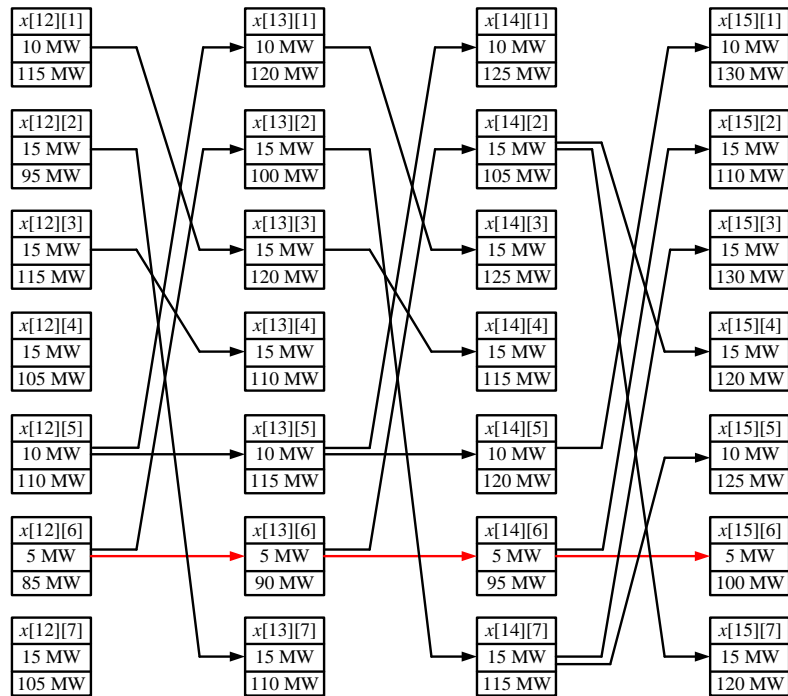 x[12][1]
10 MW
115 MW
x[13][1]
10 MW
120 MW
x[14][1]
10 MW
125 MW
x[15][1]
10 MW
130 MW
x[12][2]
15 MW
95 MW
x[13][2]
15 MW
100 MW
x[14][2]
15 MW
105 MW
x[15][2]
15 MW
110 MW
x[12][3]
15 MW
115 MW
x[13][3]
15 MW
120 MW
x[14][3]
15 MW
125 MW
x[15][3]
15 MW
130 MW
x[12][4]
15 MW
105 MW
x[13][4]
15 MW
110 MW
x[14][4]
15 MW
115 MW
x[15][4]
15 MW
120 MW
x[12][5]
10 MW
110 MW
x[13][5]
10 MW
115 MW
x[14][5]
10 MW
120 MW
x[15][5]
10 MW
125 MW
x[12][6]
5 MW
85 MW
x[13][6]
5 MW
90 MW
x[14][6]
5 MW
95 MW
x[15][6]
5 MW
100 MW
x[12][7]
15 MW
105 MW
x[13][7]
15 MW
110 MW
x[14][7]
15 MW
115 MW
x[15][7]
15 MW
120 MW